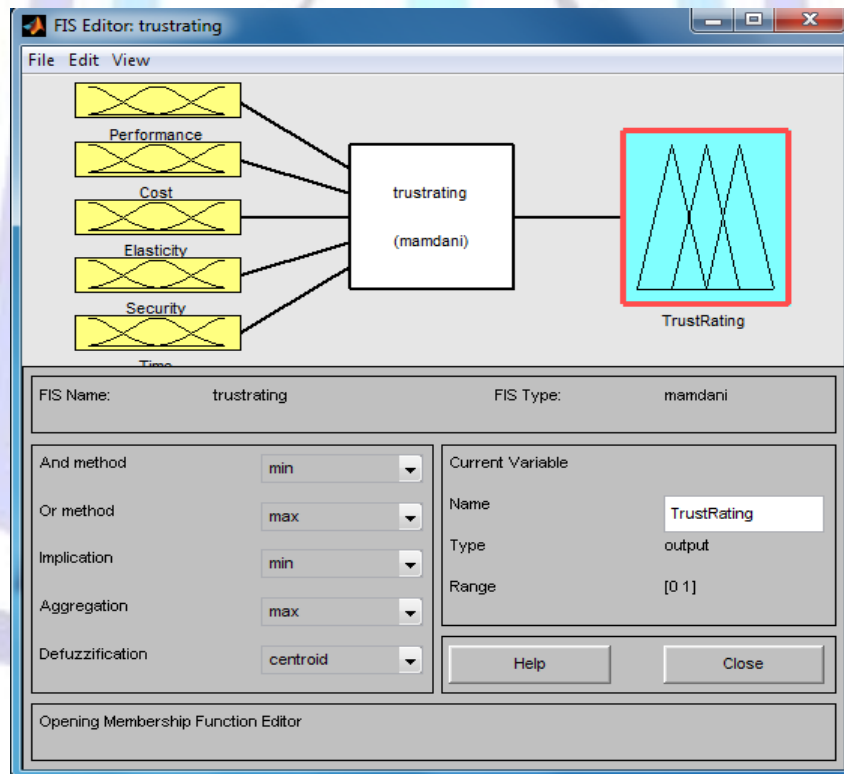 FIS Editor: trustrating
File Edit View
Performance
Cost
Elasticity
Security
Time
trustrating
(mamdani)
TrustRating
FIS Name: trustrating FIS Type: mamdani
And method min
Or method max
Implication min
Aggregation max
Defuzzification centroid
Current Variable
Name TrustRating
Type output
Range [0 1]
Help Close
Opening Membership Function Editor